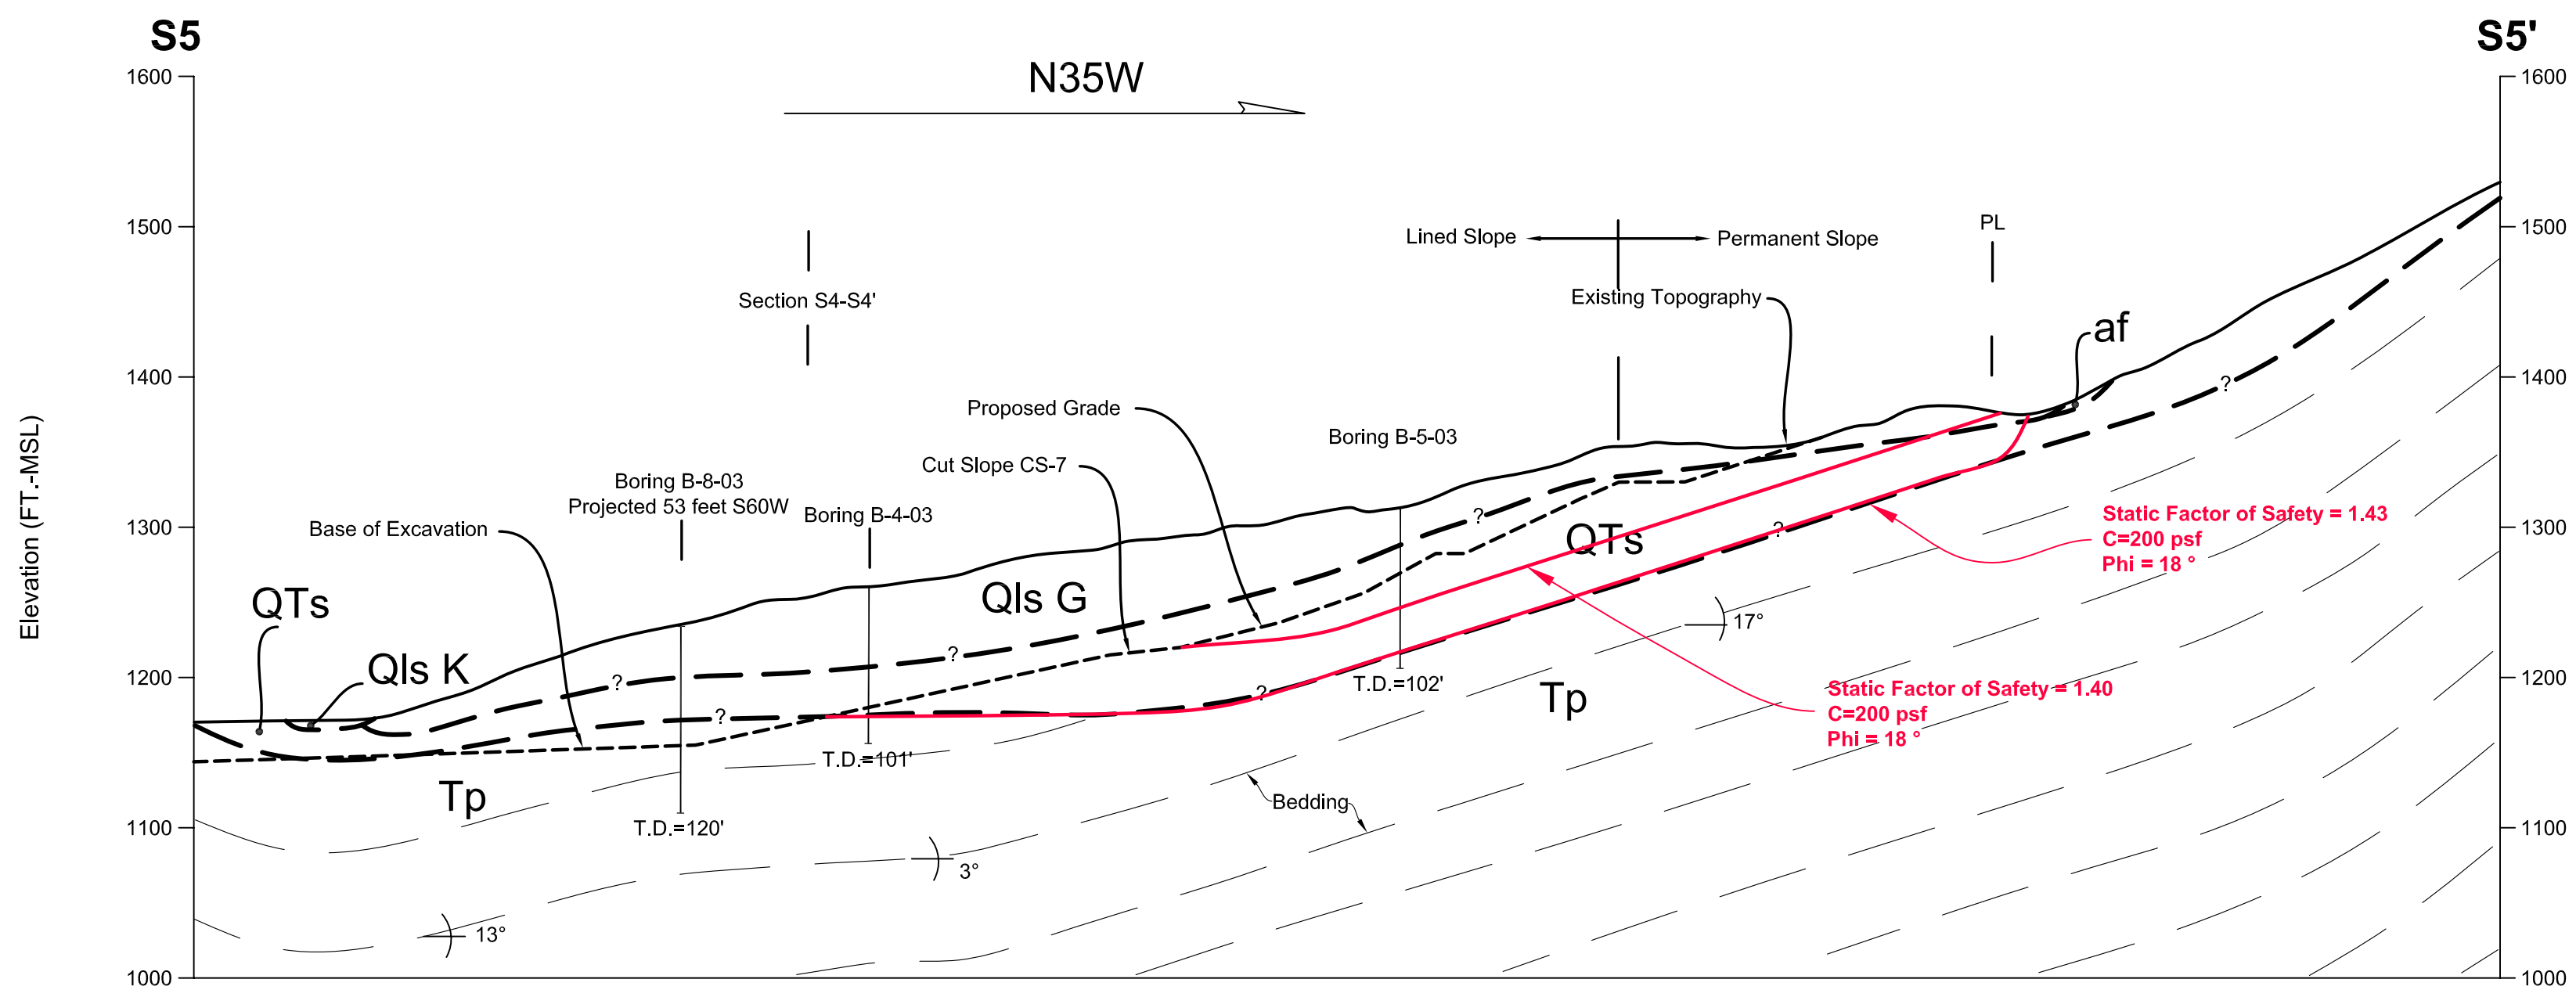 S5
S5'
N35W
1600
1600
1500
1500
1400
1400
1300
1300
1200
1200
1100
1100
1000
1000
Elevation (FT.-MSL)
Section S4-S4'
Lined Slope
Permanent Slope
PL
Existing Topography
af
Proposed Grade
Cut Slope CS-7
Boring B-5-03
Boring B-8-03
Projected 53 feet S60W
Boring B-4-03
Base of Excavation
QTs
Qls K
Qls G
QTs
Tp
Tp
?
?
?
?
?
?
?
Static Factor of Safety = 1.43
C=200 psf
Phi = 18 °
Static Factor of Safety = 1.40
C=200 psf
Phi = 18 °
17°
T.D.=102'
T.D.=101'
T.D.=120'
Bedding
3°
13°